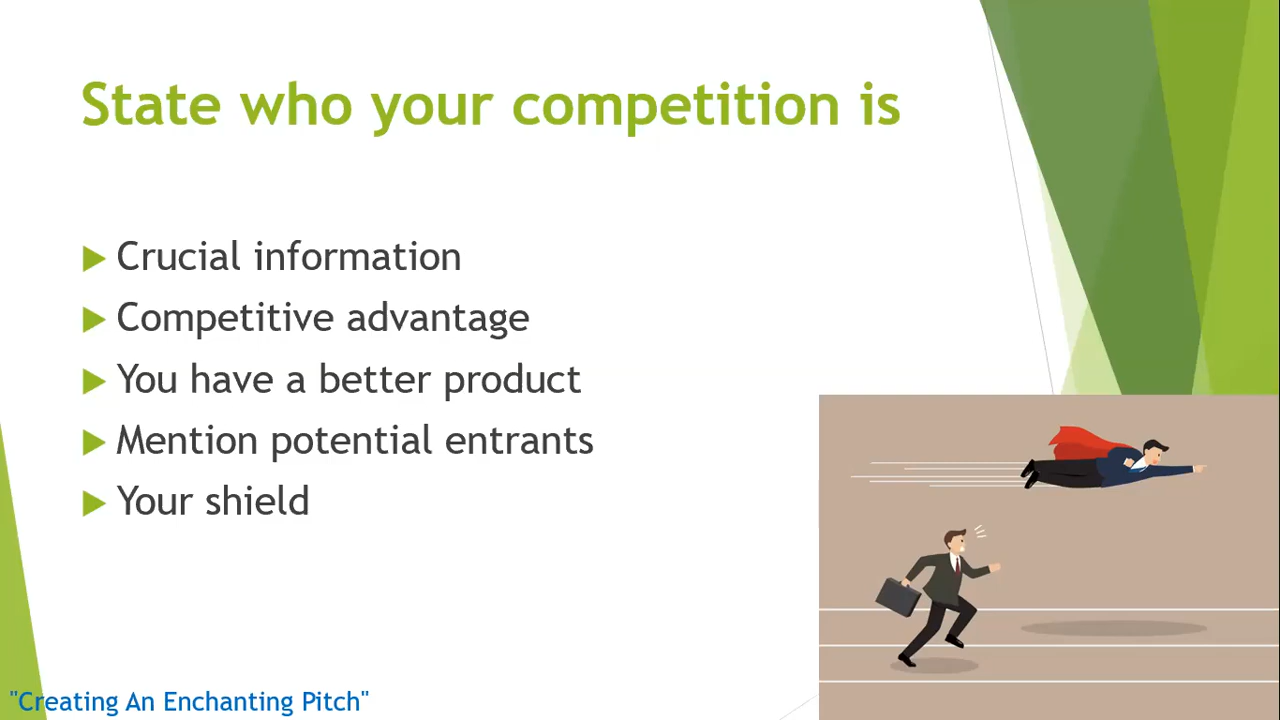 State who your competition is
Crucial information
Competitive advantage
You have a better product
Mention potential entrants
Your shield
"Creating An Enchanting Pitch"